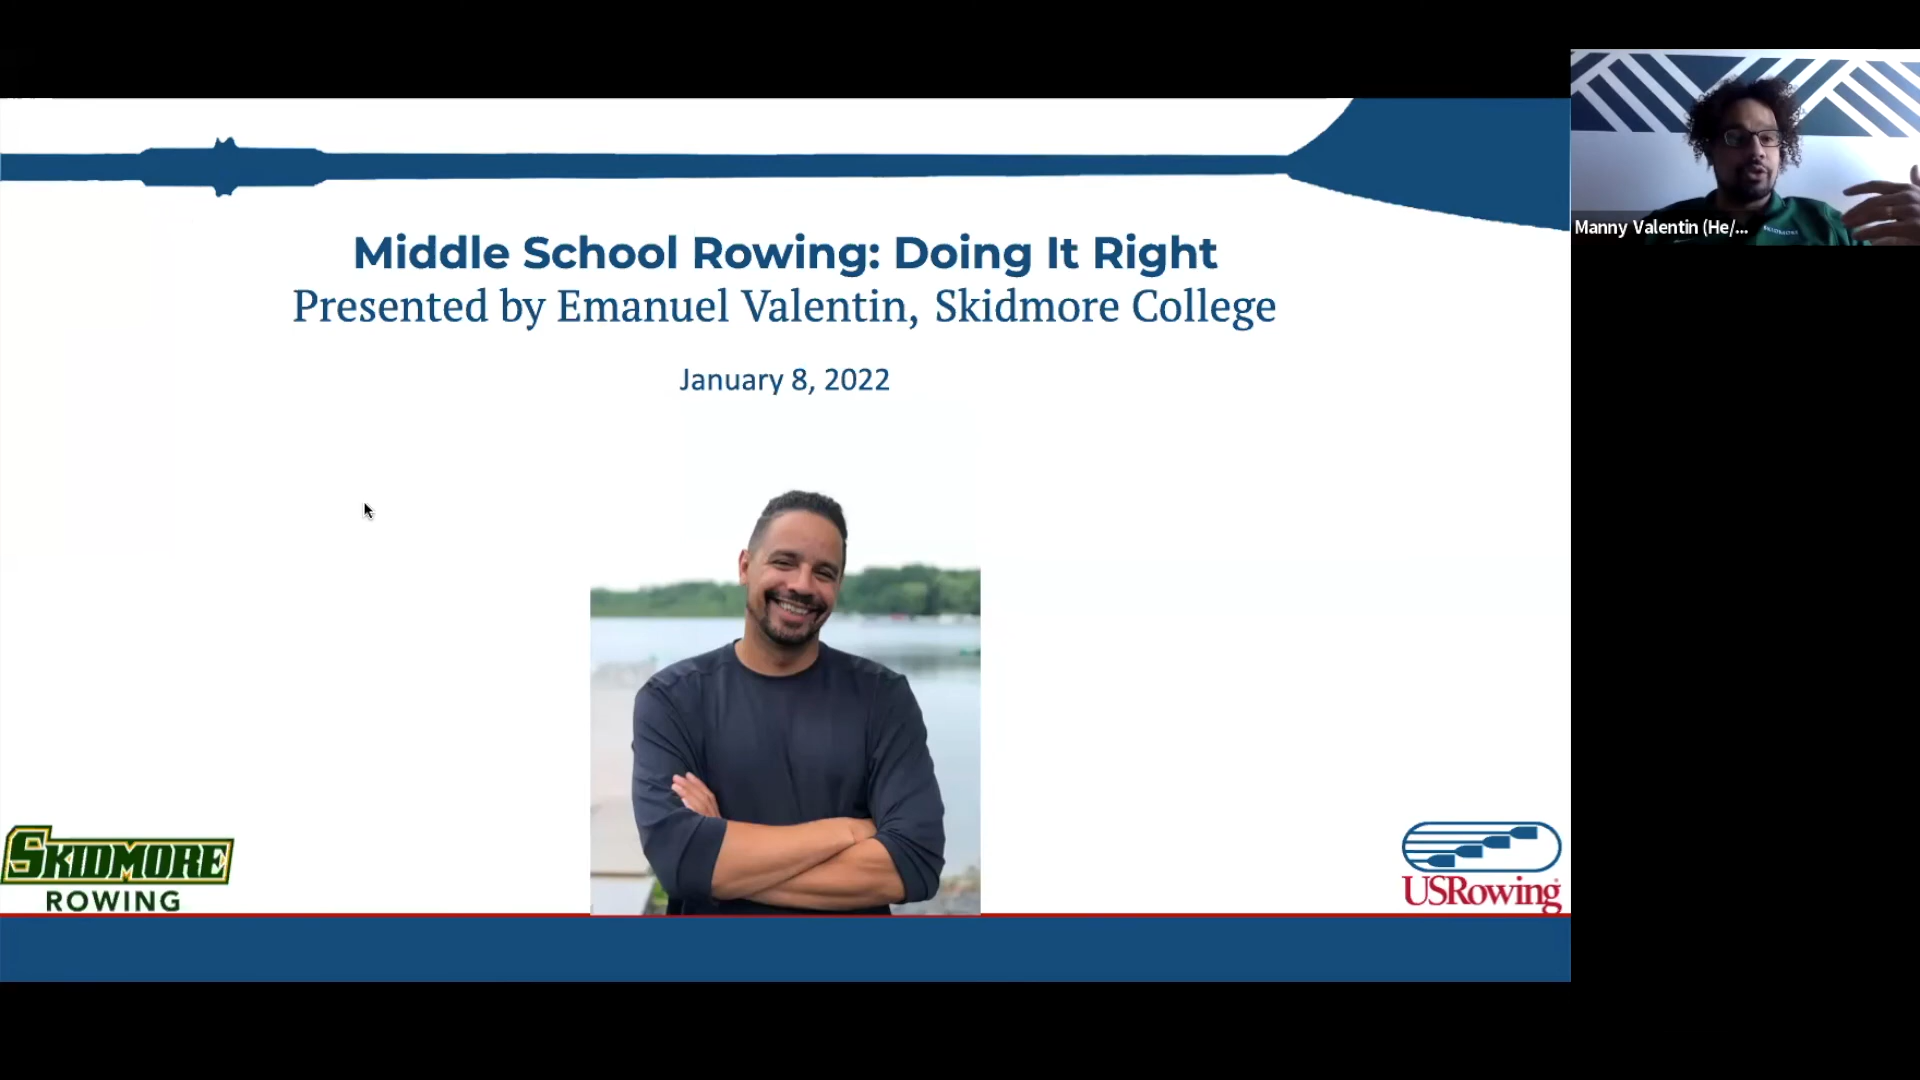 Middle School Rowing: Doing It Right
Presented by Emanuel Valentin, Skidmore College
January 8, 2022
Manny Valentin (He/...
SKIDMORE
SKIDMORE
ROWING
USRowing